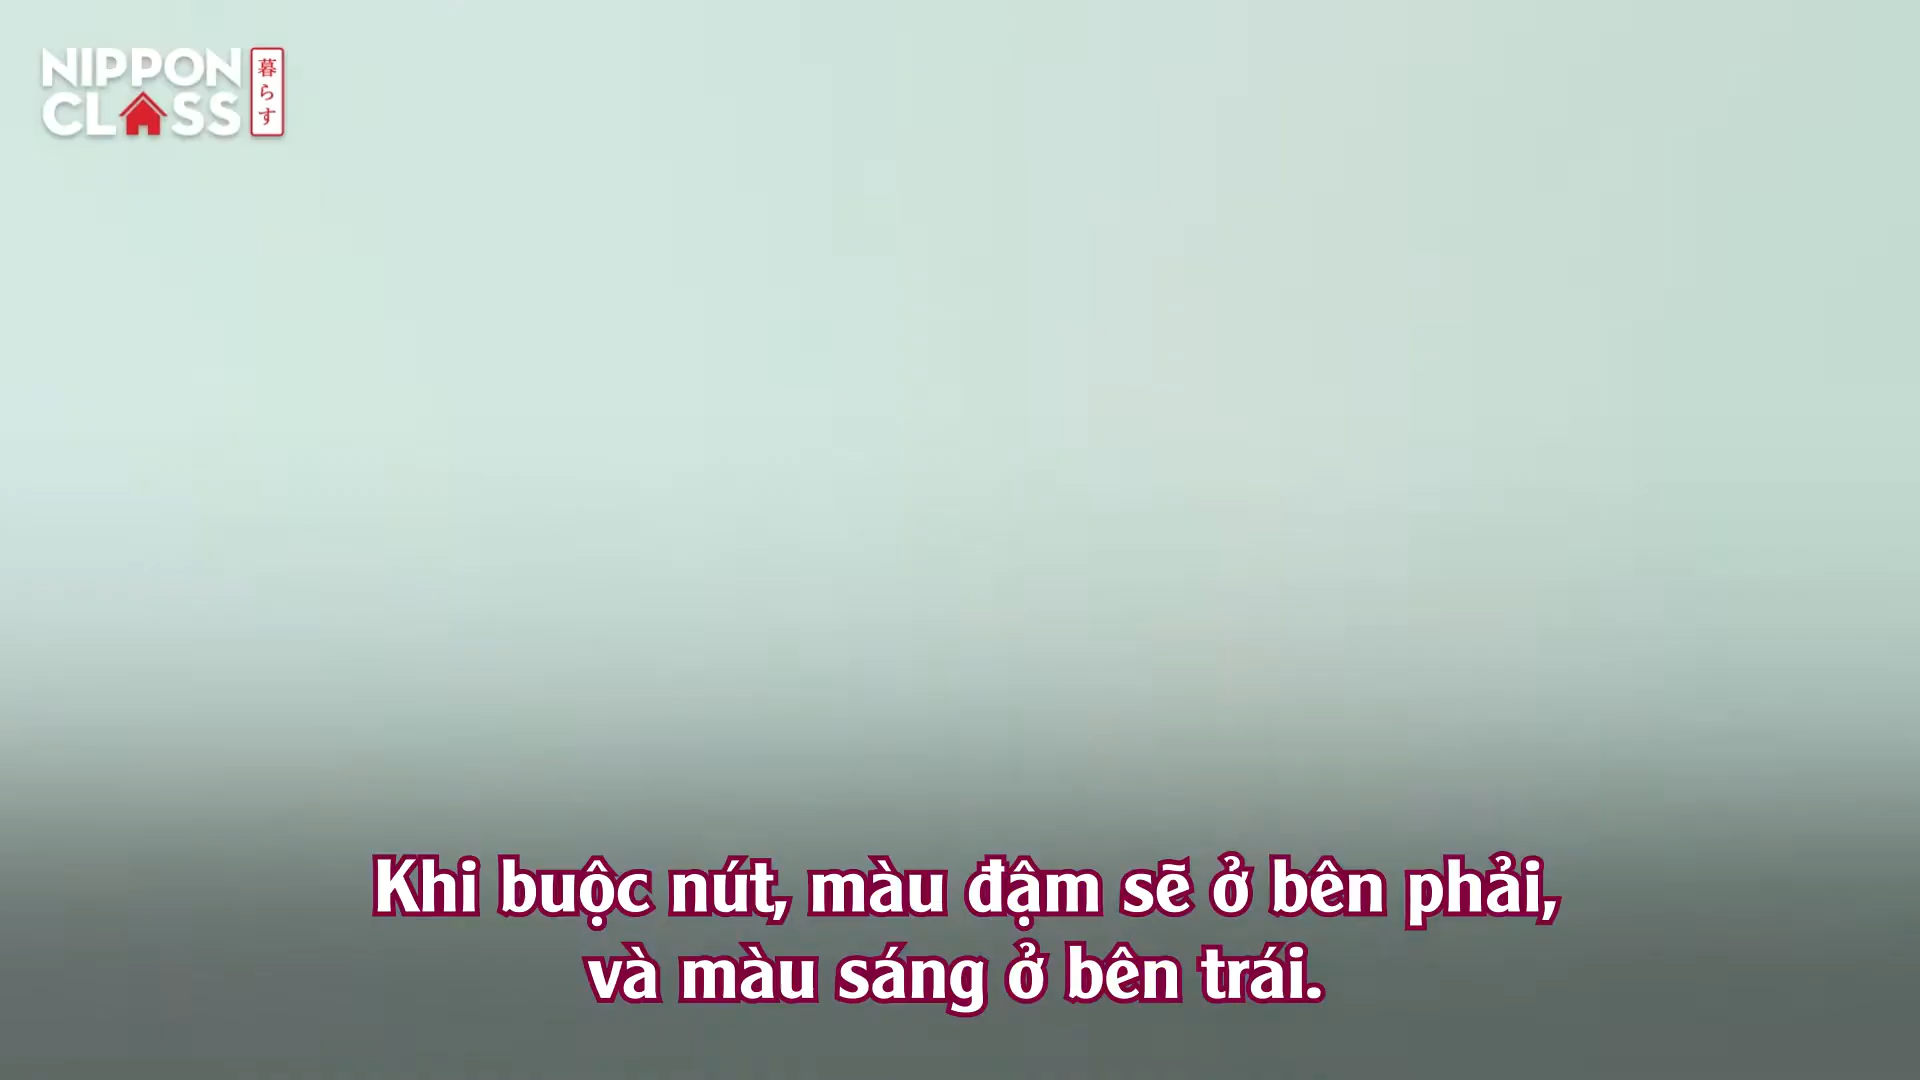 NIPPON
CLASS
暮らす
Khi buộc nút, màu đậm sẽ ở bên phải,
và màu sáng ở bên trái.